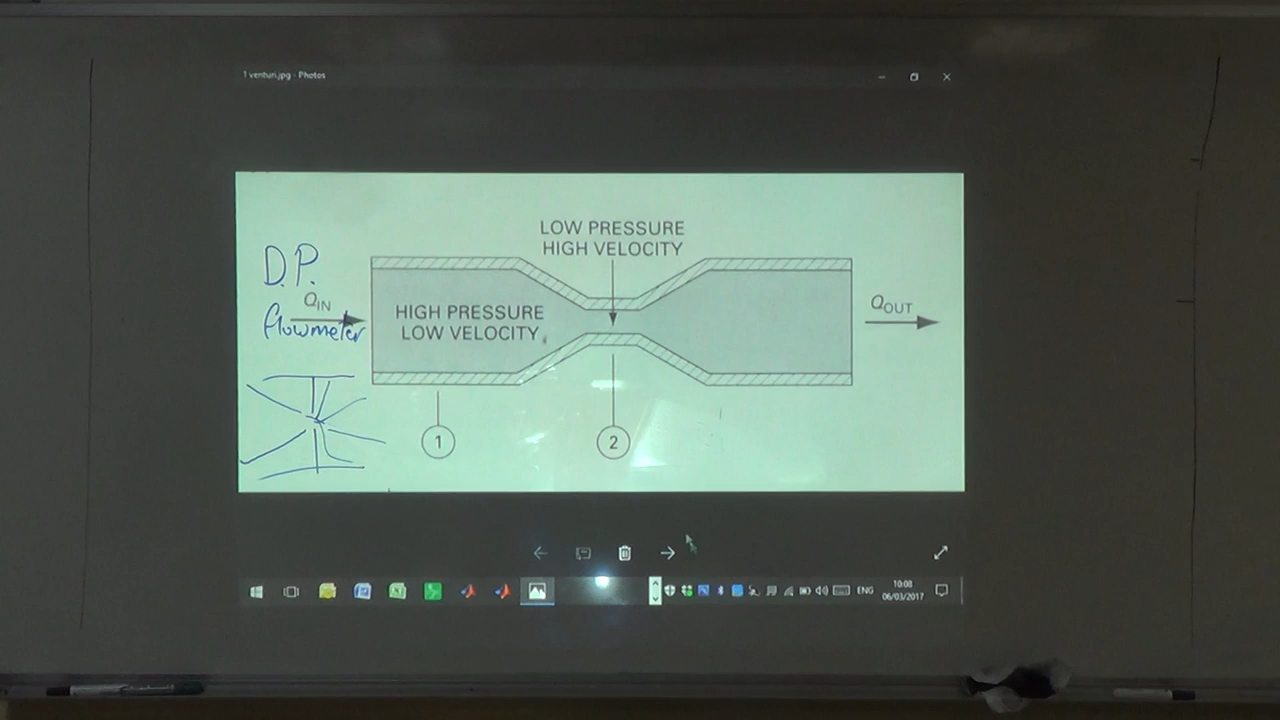 1 venturi.jpg - Photos
LOW PRESSURE
HIGH VELOCITY
D.P.
QIN
flowmeter
HIGH PRESSURE
LOW VELOCITY
QOUT
1
2
ENG
10:08
06/03/2017